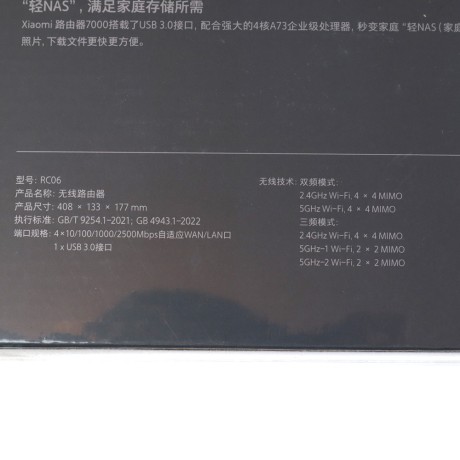 "轻NAS"，满足家庭存储所需
Xiaomi 路由器7000搭载了USB 3.0接口，配合强大的4核A73企业级处理器，秒变家庭 "轻NAS（家庭
照片，下载文件更快更方便。
型号: RC06
产品名称: 无线路由器
产品尺寸: 408 × 133 × 177 mm
执行标准: GB/T 9254.1-2021; GB 4943.1-2022
端口规格: 4×10/100/1000/2500Mbps自适应WAN/LAN口
1 x USB 3.0接口
无线技术: 双频模式:
2.4GHz Wi-Fi, 4 × 4 MIMO
5GHz Wi-Fi, 4 × 4 MIMO
三频模式:
2.4GHz Wi-Fi, 4 × 4 MIMO
5GHz-1 Wi-Fi, 2 × 2 MIMO
5GHz-2 Wi-Fi, 2 × 2 MIMO